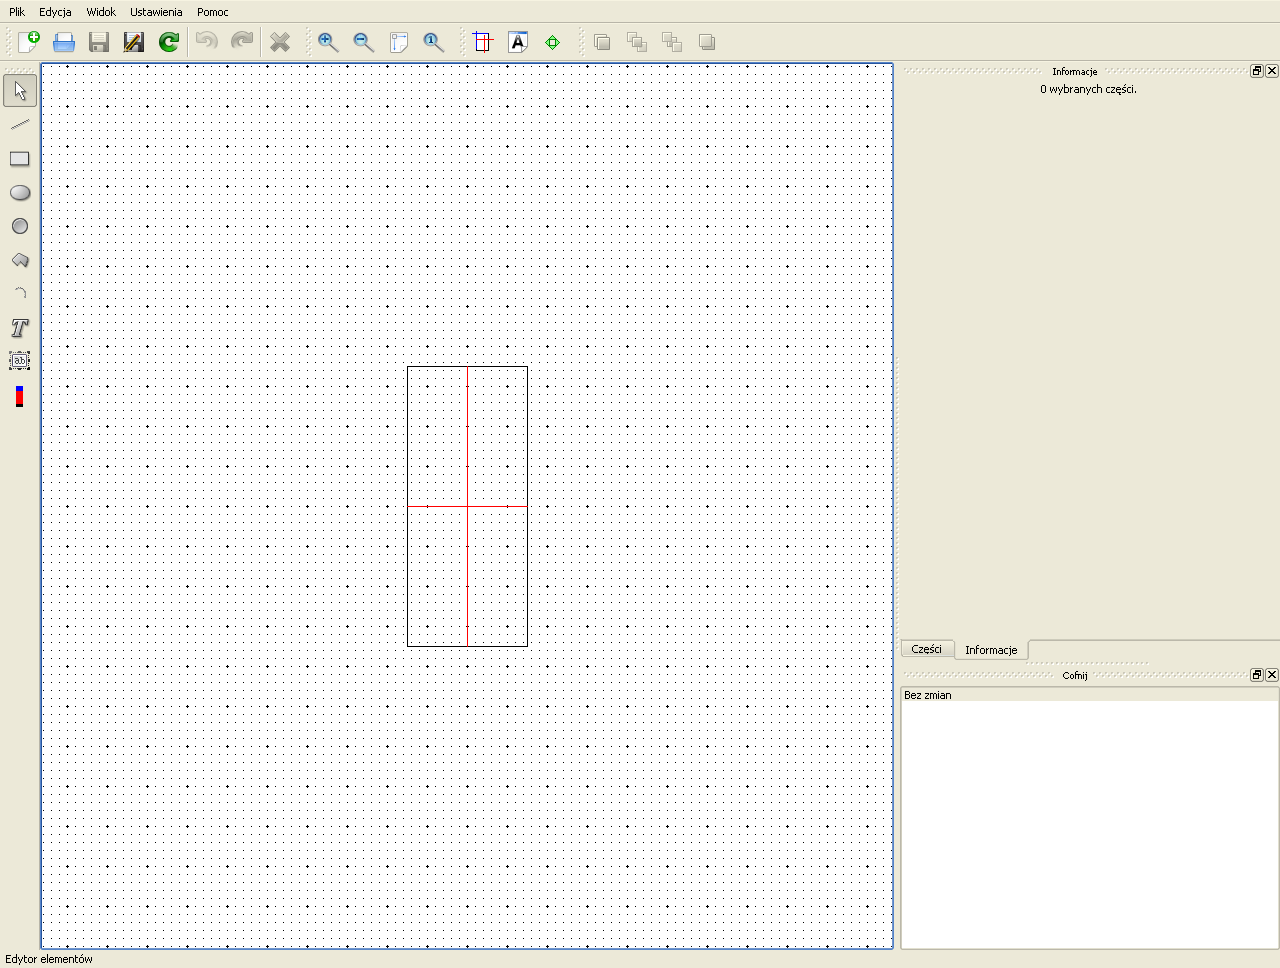 Plik Edycja Widok Ustawienia Pomoc
Informacje
0 wybranych części.
Części Informacje
Cofnij
Bez zmian
Edytor elementów